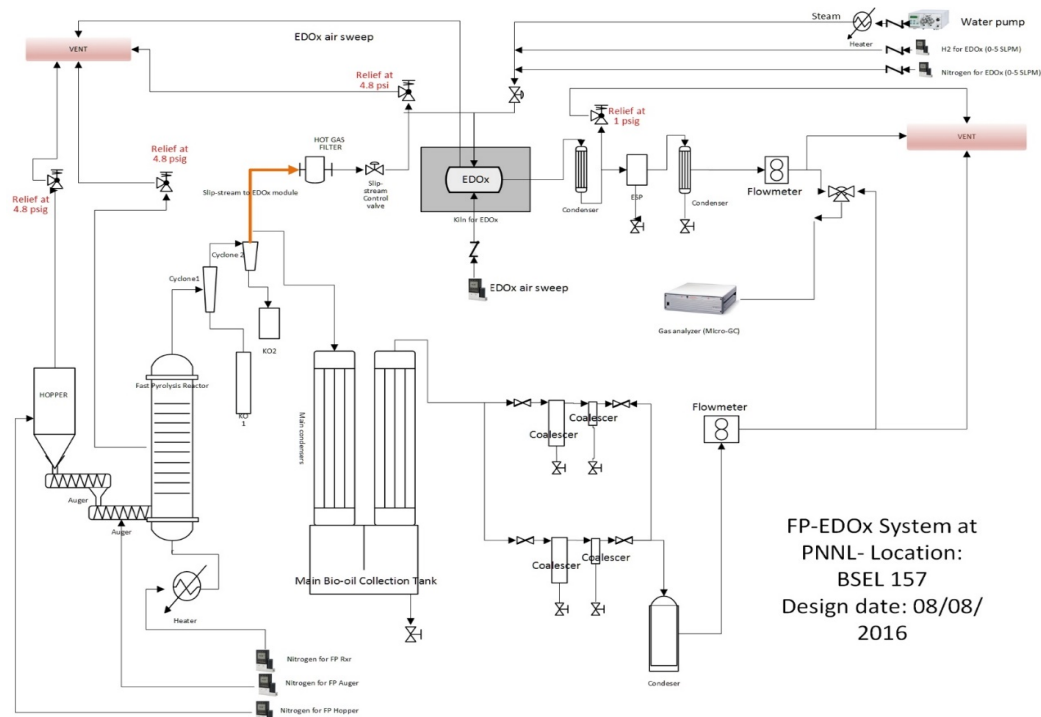 EDOx air sweep
Steam
Water pump
Heater
H2 for EDOx (0-5 SLPM)
Nitrogen for EDOx (0-5 SLPM)
VENT
Relief at
4.8 psi
Relief at
1 psig
VENT
HOT GAS
FILTER
Relief at
4.8 psig
Relief at
4.8 psig
Slip-stream to EDOx module
Slip-
stream
Control
valve
EDOx
Kiln for EDOx
Condenser
ESP
Condenser
Flowmeter
Cyclone 2
Cyclone1
EDOx air sweep
Gas analyzer (Micro-GC)
KO2
KO
1
HOPPER
Fast Pyrolysis Reactor
Main condensers
Flowmeter
Coalescer
Coalescer
Auger
Auger
Coalescer
Coalescer
Main Bio-oil Collection Tank
Heater
Condeser
FP-EDOx System at
PNNL- Location:
BSEL 157
Design date: 08/08/
2016
Nitrogen for FP Rxr
Nitrogen for FP Auger
Nitrogen for FP Hopper